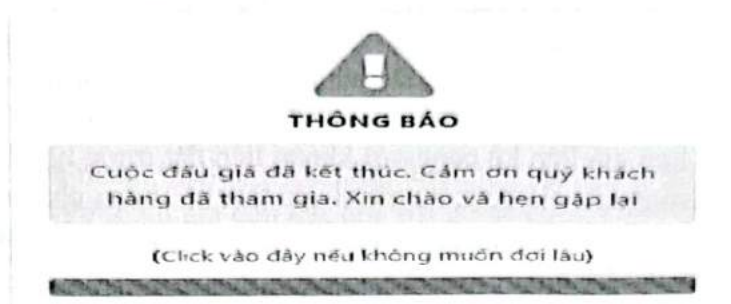 THÔNG BÁO
Cuộc đấu giá đã kết thúc. Cảm ơn quý khách
hàng đã tham gia. Xin chào và hẹn gặp lại
(Click vào đây nếu không muốn đợi lâu)